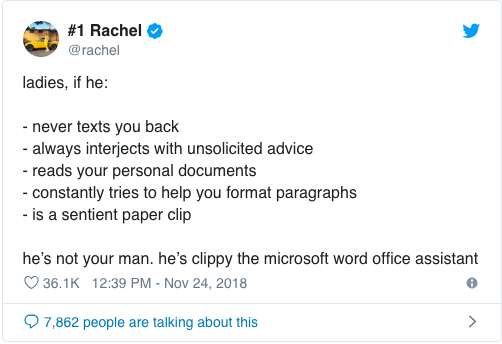 #1 Rachel
@rachel
ladies, if he:
- never texts you back
- always interjects with unsolicited advice
- reads your personal documents
- constantly tries to help you format paragraphs
- is a sentient paper clip
he's not your man. he's clippy the microsoft word office assistant
36.1K 12:39 PM - Nov 24, 2018
7,862 people are talking about this